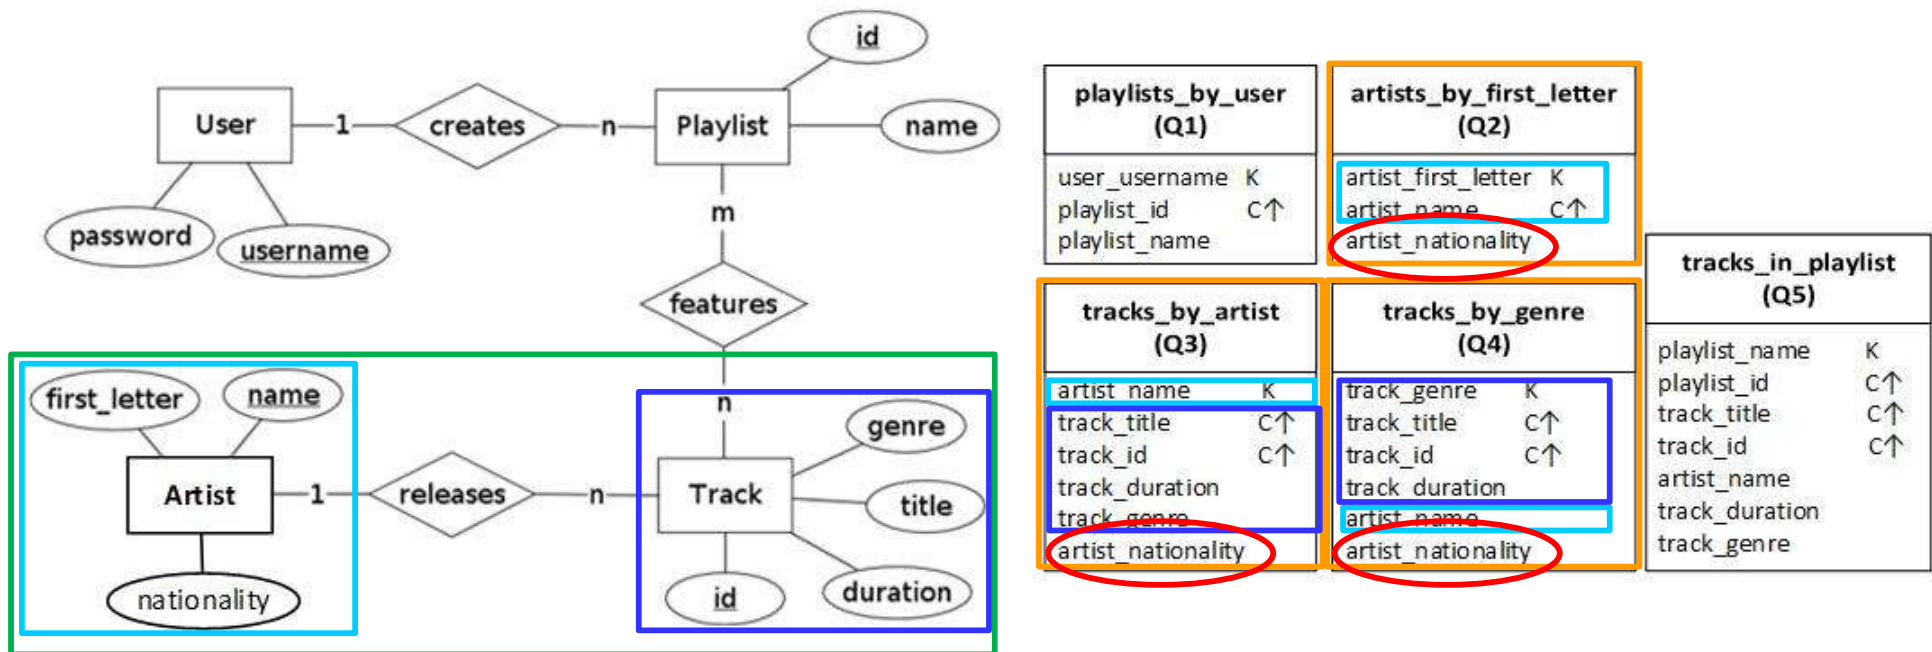 id
User
1
creates
n
Playlist
name
password
username
m
features
n
first_letter
name
genre
Artist
1
releases
n
Track
title
nationality
id
duration
playlists_by_user
(Q1)
user_username K
playlist_id C↑
playlist_name
artists_by_first_letter
(Q2)
artist_first_letter K
artist_name C↑
artist_nationality
tracks_by_artist
(Q3)
artist_name K
track_title C↑
track_id C↑
track_duration
track_genre
artist_nationality
tracks_by_genre
(Q4)
track_genre K
track_title C↑
track_id C↑
track_duration
artist_name
artist_nationality
tracks_in_playlist
(Q5)
playlist_name K
playlist_id C↑
track_title C↑
track_id C↑
artist_name
track_duration
track_genre